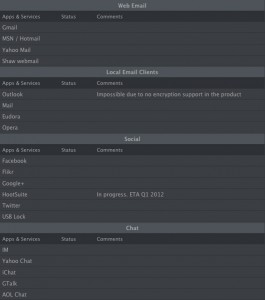 Web Email
Apps & Services Status Comments
Gmail
MSN / Hotmail
Yahoo Mail
Shaw webmail
Local Email Clients
Apps & Services Status Comments
Outlook Impossible due to no encryption support in the product
Mail
Eudora
Opera
Social
Apps & Services Status Comments
Facebook
Flikr
Google+
HootSuite In progress. ETA Q1 2012
Twitter
USB Lock
Chat
Apps & Services Status Comments
IM
Yahoo Chat
iChat
GTalk
AOL Chat